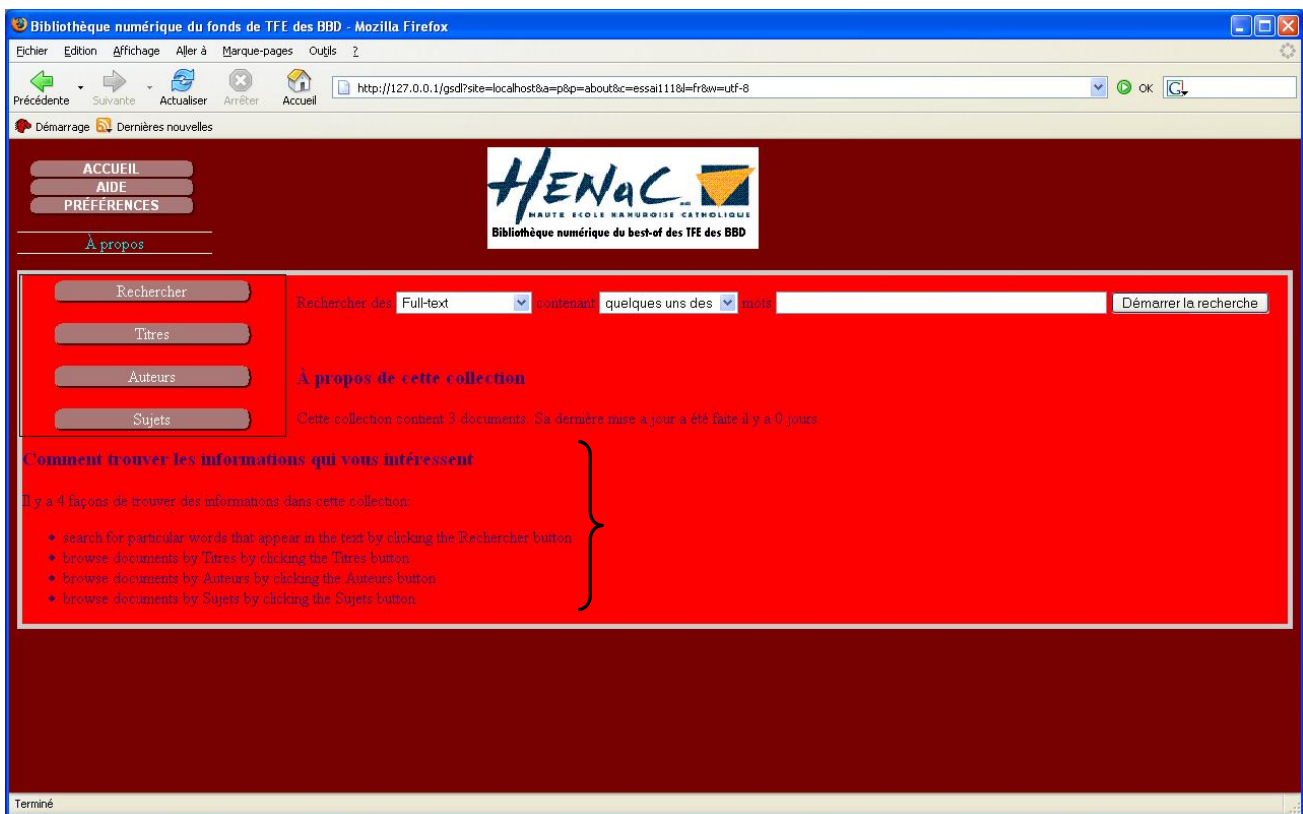 Bibliothèque numérique du fonds de TFE des BBD - Mozilla Firefox
Fichier Edition Affichage Aller à Marque-pages Outils ?
Précédente Suivante Actualiser Arrêter Accueil http://127.0.0.1/gsdl?site=localhost&a=p&p=about&c=essai111&l=fr&w=utf-8 OK G
Démarrage Dernières nouvelles
ACCUEIL
AIDE
PRÉFÉRENCES
À propos
HENaC
HAUTE ECOLE NAMUROISE CATHOLIQUE
Bibliothèque numérique du best-of des TFE des BBD
Rechercher
Titres
Auteurs
Sujets
Rechercher des Full-text contenant quelques uns des mots Démarrer la recherche
À propos de cette collection
Cette collection contient 3 documents. Sa dernière mise a jour a été faite il y a 0 jours.
Comment trouver les informations qui vous intéressent
Il y a 4 façons de trouver des informations dans cette collection:
• search for particular words that appear in the text by clicking the Rechercher button
• browse documents by Titres by clicking the Titres button
• browse documents by Auteurs by clicking the Auteurs button
• browse documents by Sujets by clicking the Sujets button
Terminé